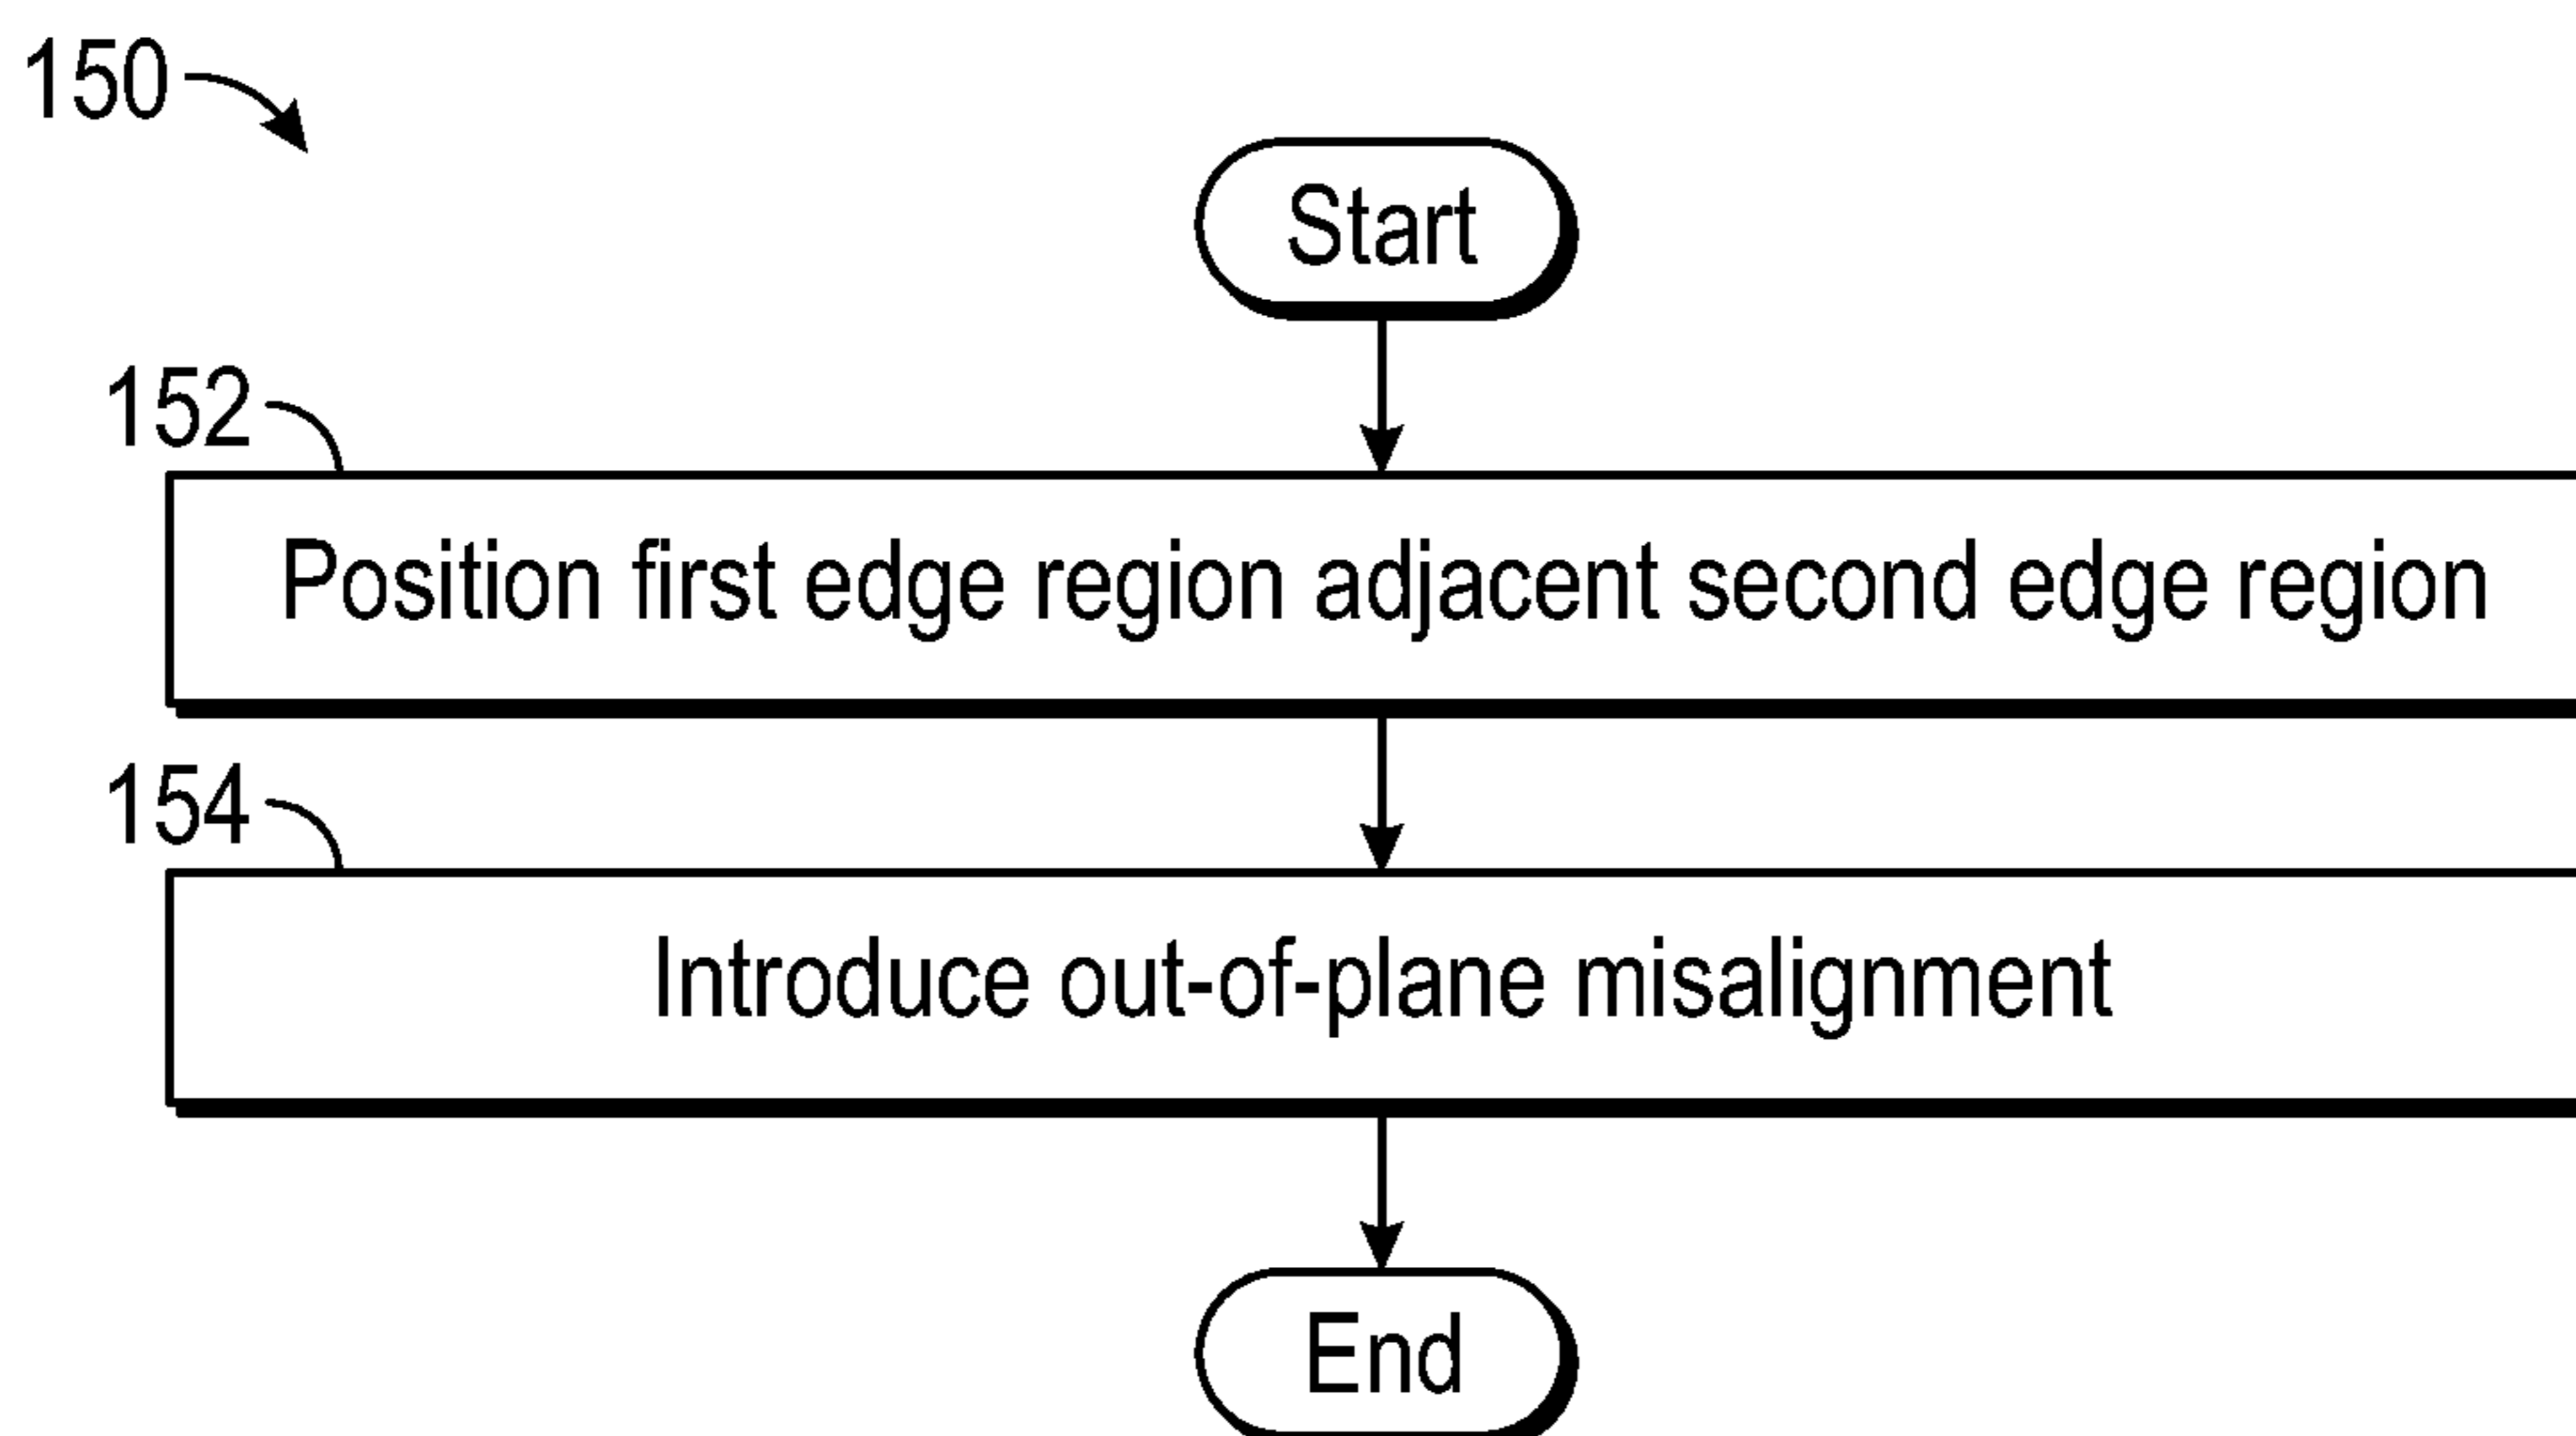 150
Start
152
Position first edge region adjacent second edge region
154
Introduce out-of-plane misalignment
End